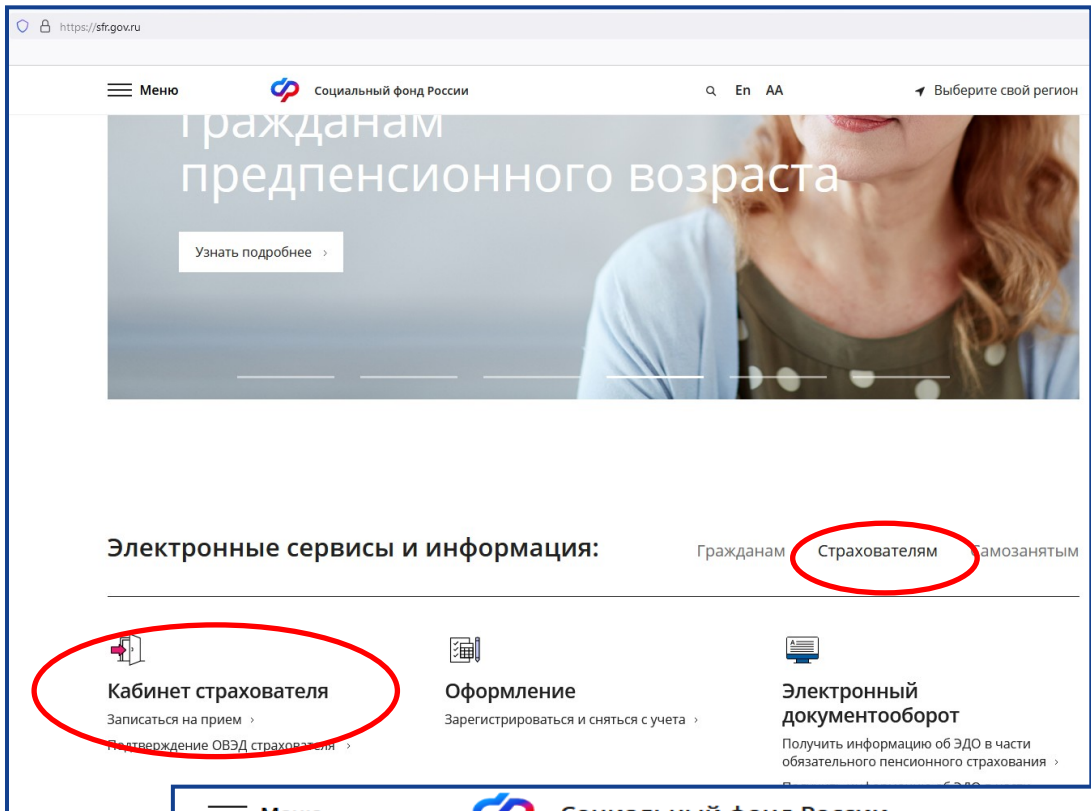 https://sfr.gov.ru
Меню
Социальный фонд России
En AA
Выберите свой регион
Гражданам
предпенсионного возраста
Узнать подробнее ›
Электронные сервисы и информация:
Гражданам
Страхователям
Самозанятым
Кабинет страхователя
Записаться на прием ›
Подтверждение ОВЭД страхователя ›
Оформление
Зарегистрироваться и сняться с учета ›
Электронный
документооборот
Получить информацию об ЭДО в части
обязательного пенсионного страхования ›
Меню
Социальный фонд России